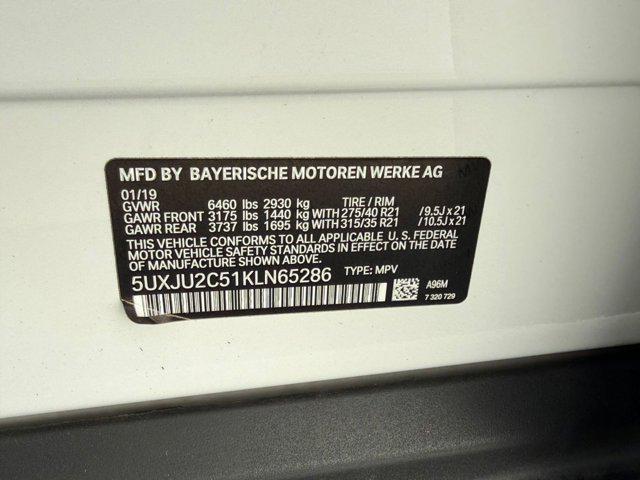 MFD BY BAYERISCHE MOTOREN WERKE AG
01/19
GVWR 6460 lbs 2930 kg TIRE / RIM
GAWR FRONT 3175 lbs 1440 kg WITH 275/40 R21 / 9.5J x 21
GAWR REAR 3737 lbs 1695 kg WITH 315/35 R21 / 10.5J x 21
THIS VEHICLE CONFORMS TO ALL APPLICABLE U. S. FEDERAL
MOTOR VEHICLE SAFETY STANDARDS IN EFFECT ON THE
DATE OF MANUFACTURE SHOWN ABOVE.
5UXJU2C51KLN65286 TYPE: MPV
A96M
7 320 729